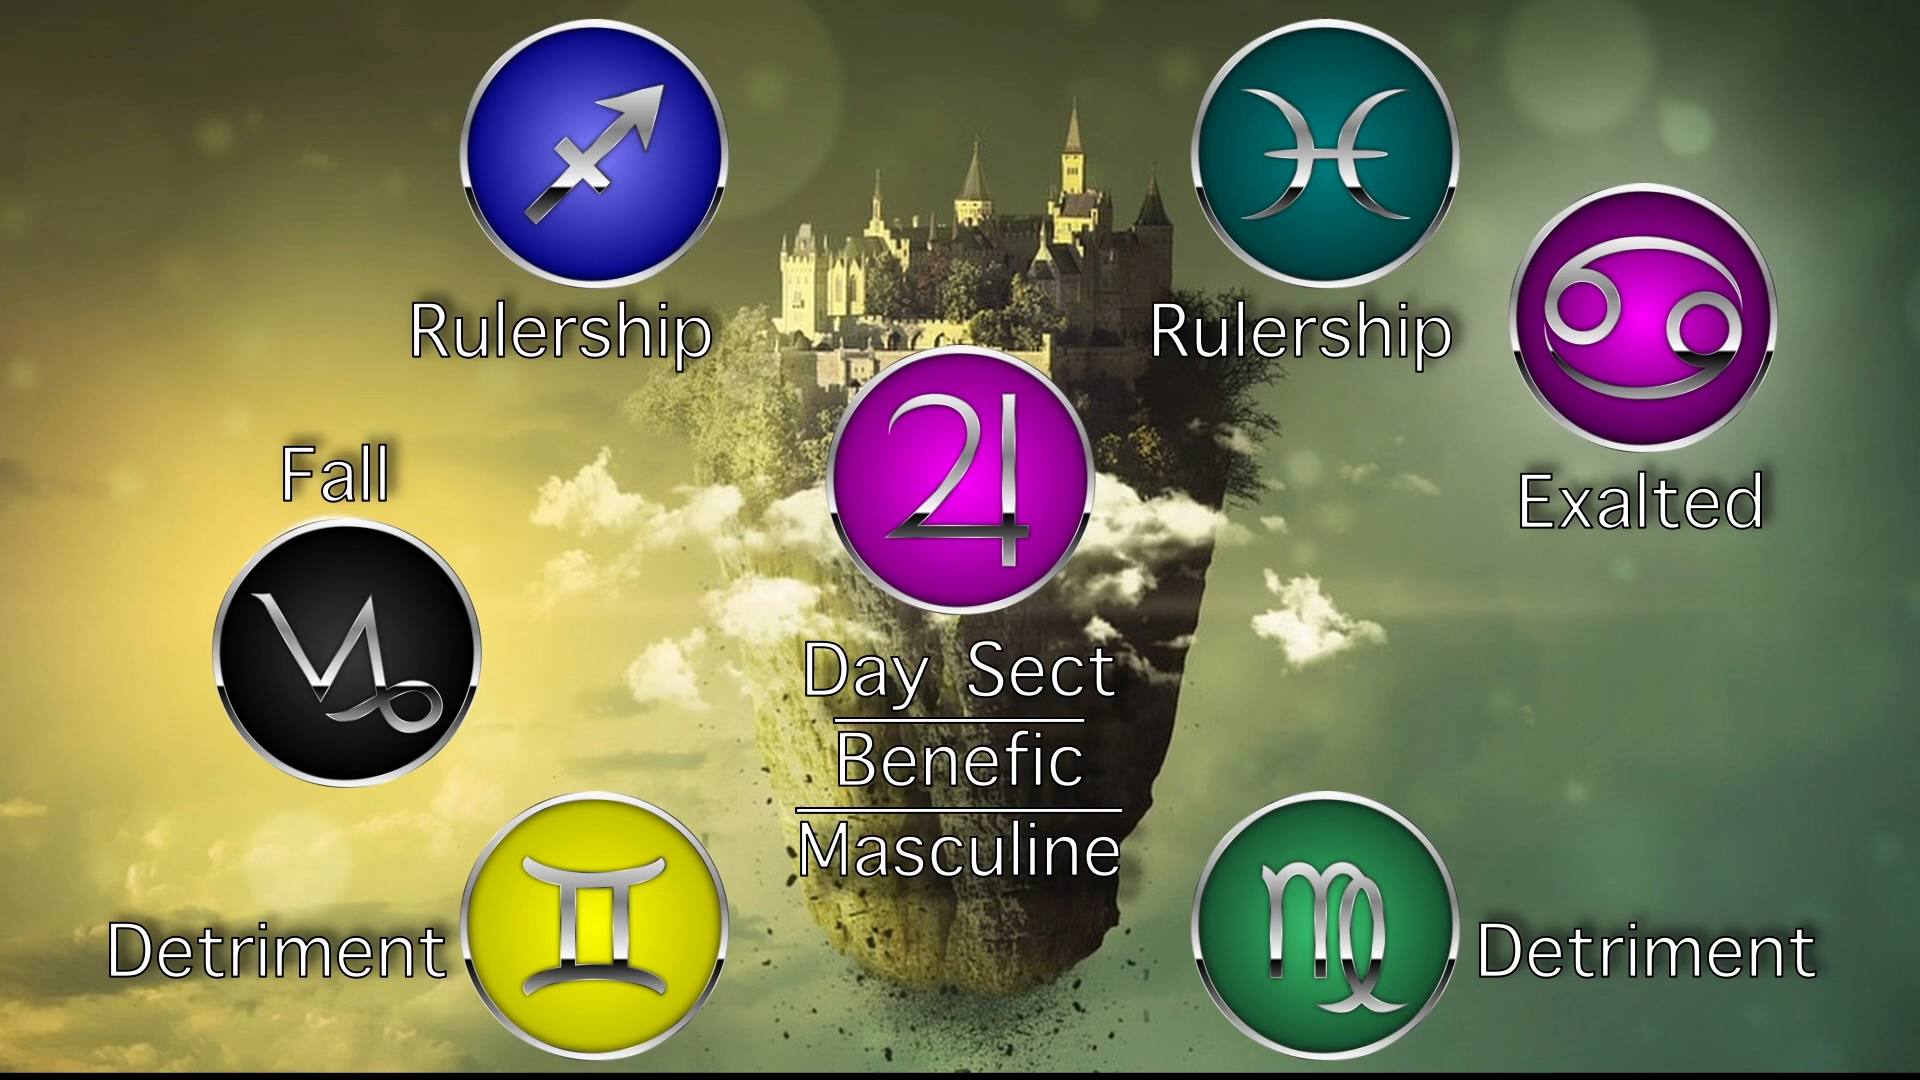 Rulership
Rulership
Fall
Exalted
Day Sect
Benefic
Masculine
Detriment
Detriment